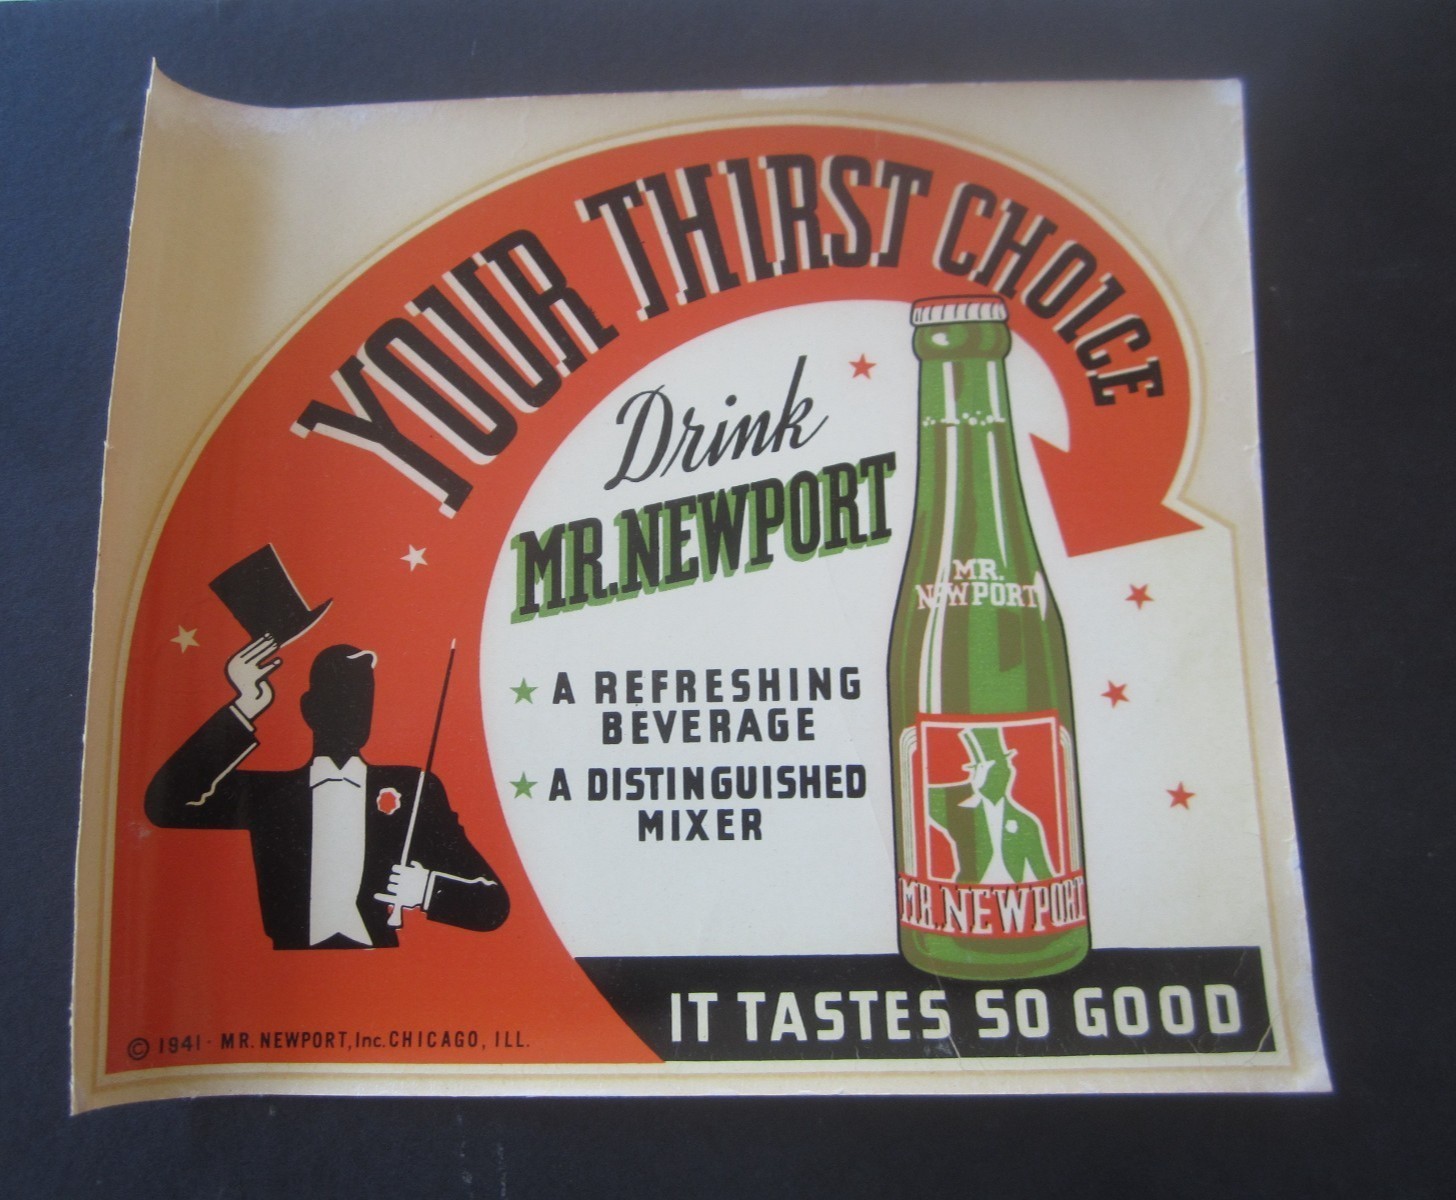 YOUR THIRST CHOICE
Drink
MR. NEWPORT
A REFRESHING
BEVERAGE
A DISTINGUISHED
MIXER
MR.
NEWPORT
MR. NEWPORT
IT TASTES SO GOOD
© 1941 · MR. NEWPORT, Inc. CHICAGO, ILL.